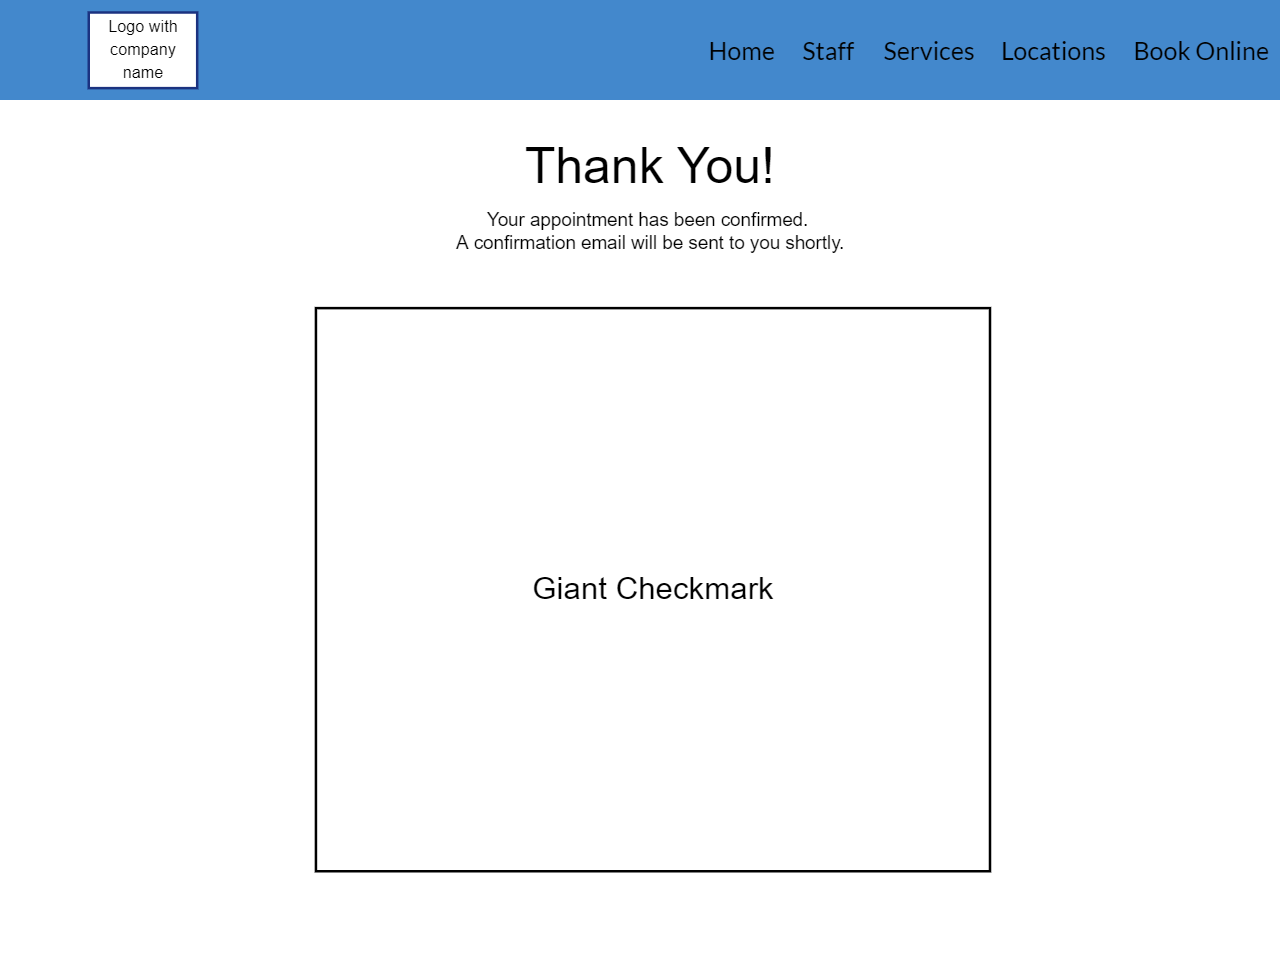 Logo with
company
name
Home Staff Services Locations Book Online
Thank You!
Your appointment has been confirmed.
A confirmation email will be sent to you shortly.
Giant Checkmark